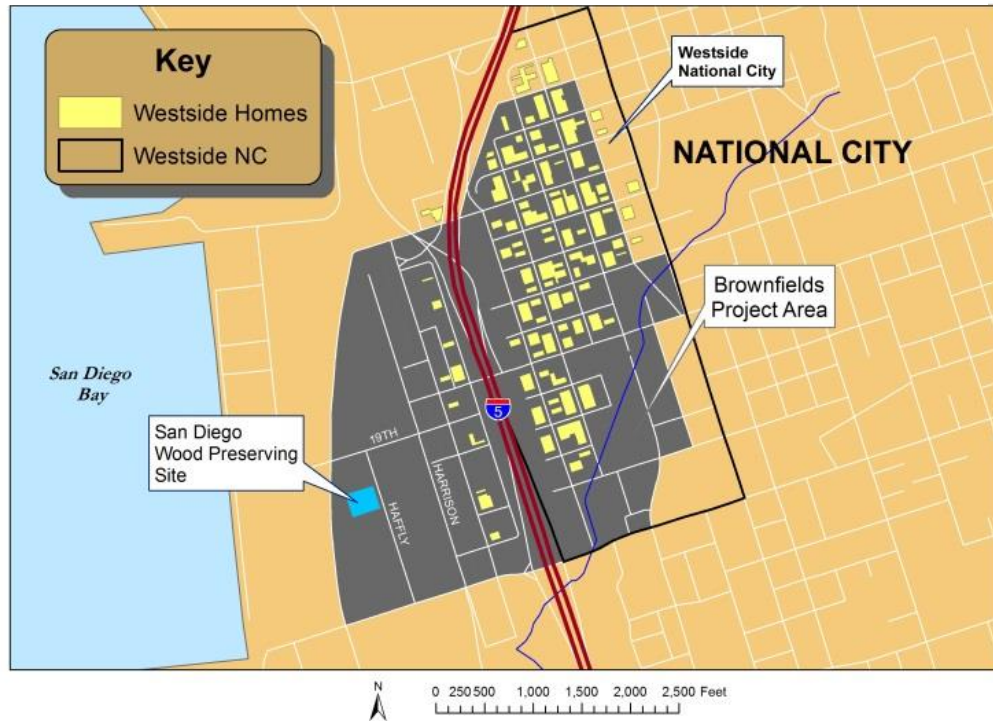 Key
Westside Homes
Westside NC
Westside
National City
NATIONAL CITY
Brownfields
Project Area
San Diego
Bay
5
San Diego
Wood Preserving
Site
19TH
HARRISON
HAFFLY
N
0 250 500 1,000 1,500 2,000 2,500 Feet